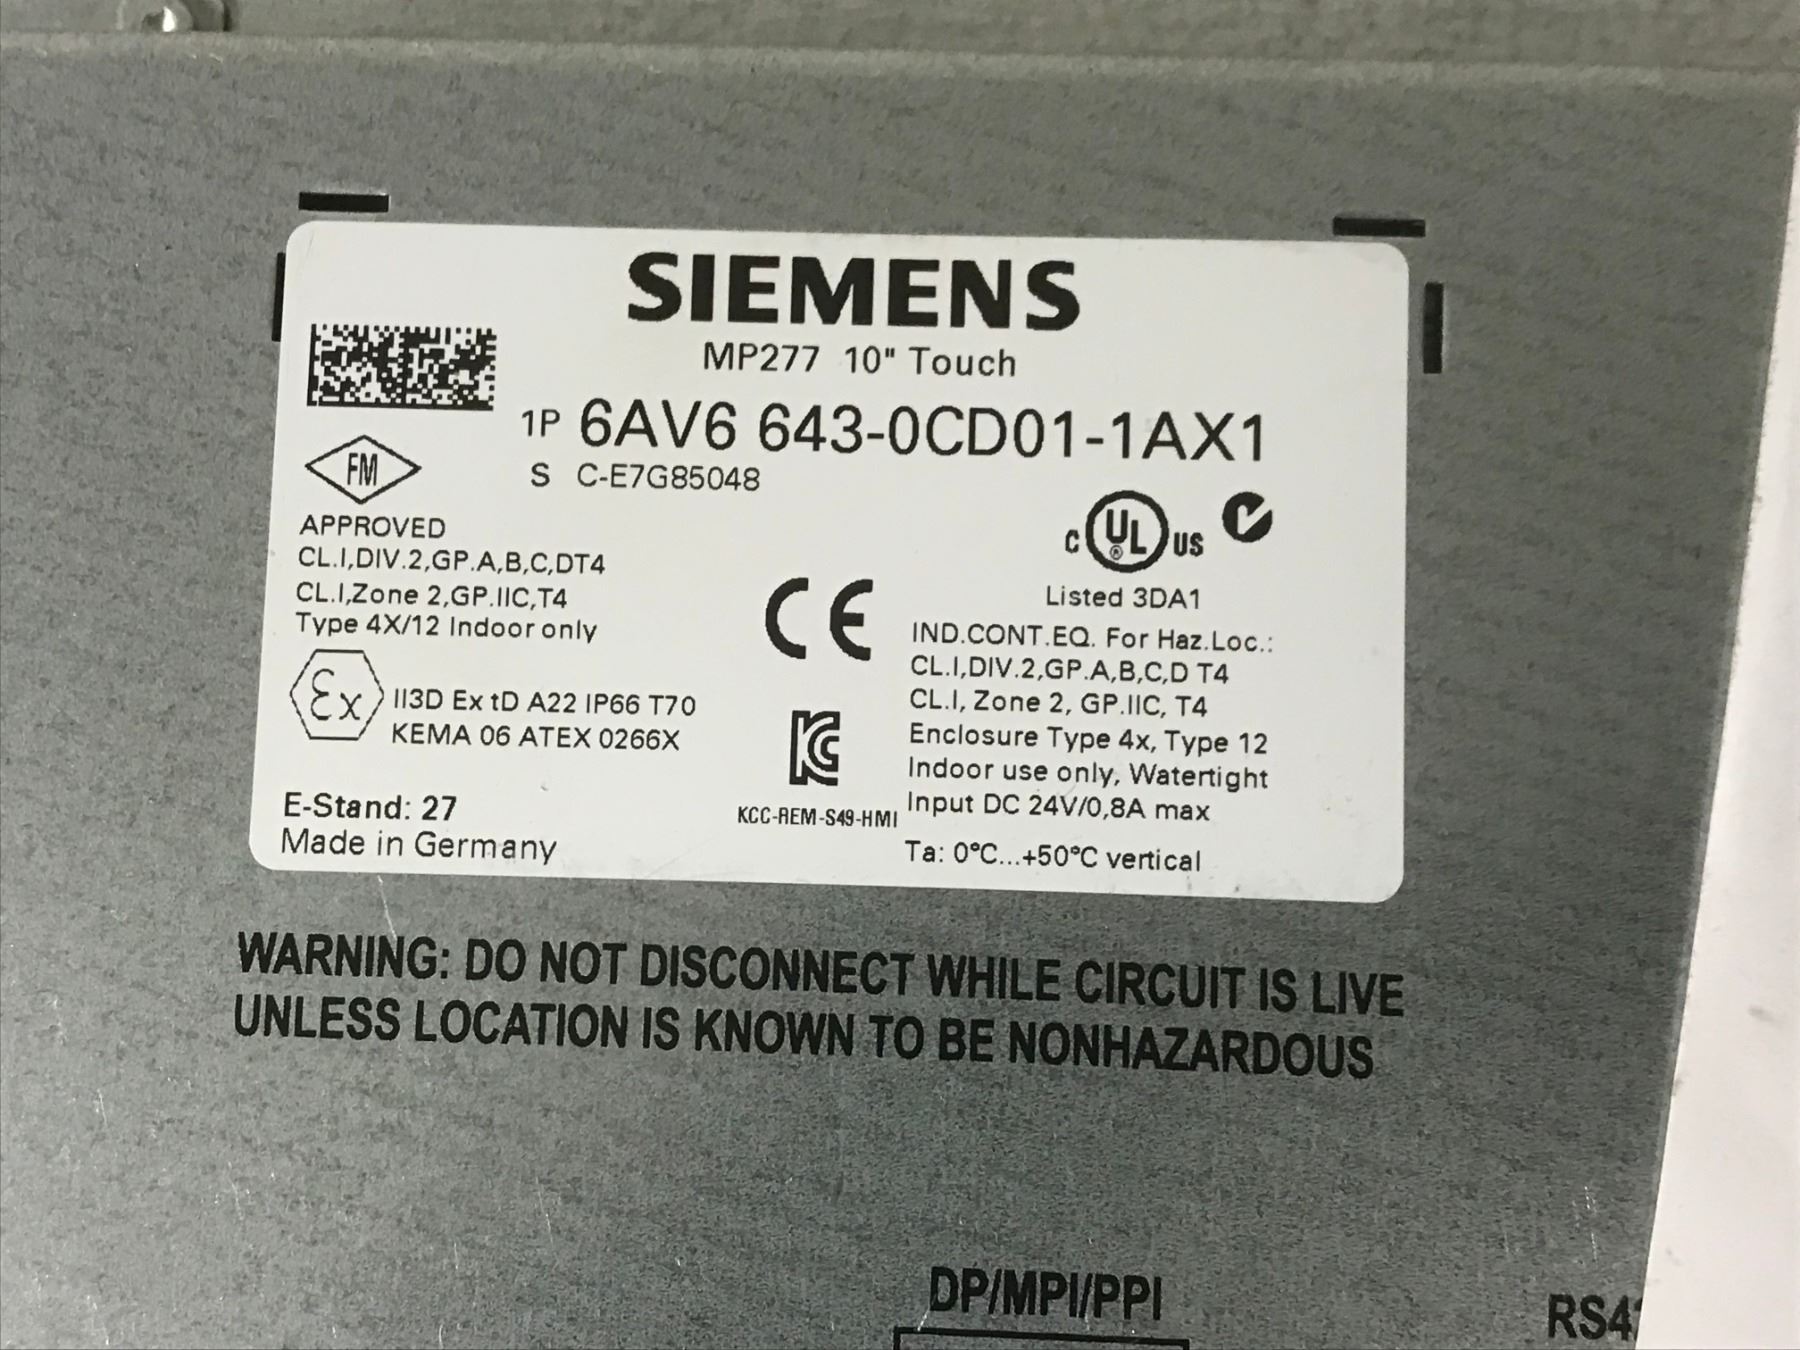 SIEMENS
MP277 10" Touch
1P 6AV6 643-0CD01-1AX1
S C-E7G85048
FM
APPROVED
CL.I,DIV.2,GP.A,B,C,DT4
CL.I,Zone 2,GP.IIC,T4
Type 4X/12 Indoor only
Ex II3D Ex tD A22 IP66 T70
KEMA 06 ATEX 0266X
E-Stand: 27
Made in Germany
CE
KCC-REM-S49-HMI
C UL ® US
Listed 3DA1
IND.CONT.EQ. For Haz.Loc.:
CL.I,DIV.2,GP.A,B,C,D T4
CL.I, Zone 2, GP.IIC, T4
Enclosure Type 4x, Type 12
Indoor use only, Watertight
Input DC 24V/0,8A max
Ta: 0°C...+50°C vertical
WARNING: DO NOT DISCONNECT WHILE CIRCUIT IS LIVE
UNLESS LOCATION IS KNOWN TO BE NONHAZARDOUS
DP/MPI/PPI